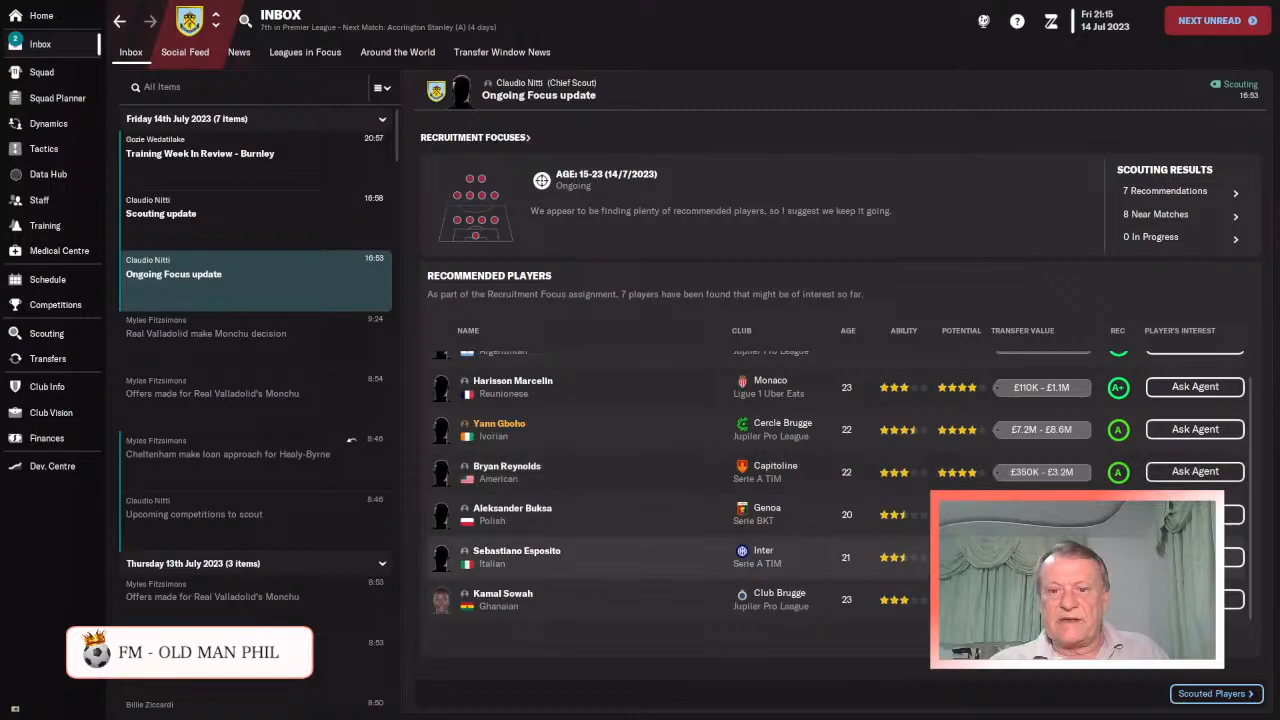 Home
2
Inbox
Squad
Squad Planner
Dynamics
Tactics
Data Hub
Staff
Training
Medical Centre
Schedule
Competitions
Scouting
Transfers
Club Info
Club Vision
Finances
Dev. Centre
INBOX
7th in Premier League - Next Match: Accrington Stanley (A) (4 days)
Fri 21:15
14 Jul 2023
NEXT UNREAD
Inbox
Social Feed
News
Leagues in Focus
Around the World
Transfer Window News
All Items
Friday 14th July 2023 (7 items)
Gozie Wedatilake 20:57
Training Week In Review - Burnley
Claudio Nitti 16:58
Scouting update
Claudio Nitti 16:53
Ongoing Focus update
Myles Fitzsimons 9:24
Real Valladolid make Monchu decision
Myles Fitzsimons 8:54
Offers made for Real Valladolid's Monchu
Myles Fitzsimons 8:46
Cheltenham make loan approach for Healy-Byrne
Claudio Nitti 8:46
Upcoming competitions to scout
Thursday 13th July 2023 (3 items)
Myles Fitzsimons 8:53
Offers made for Real Valladolid's Monchu
8:53
Billie Ziccardi 8:50
FM - OLD MAN PHIL
Claudio Nitti (Chief Scout)
Ongoing Focus update
Scouting
16:53
RECRUITMENT FOCUSES>
AGE: 15-23 (14/7/2023)
Ongoing
We appear to be finding plenty of recommended players, so I suggest we keep it going.
SCOUTING RESULTS
7 Recommendations
8 Near Matches
0 In Progress
RECOMMENDED PLAYERS
As part of the Recruitment Focus assignment, 7 players have been found that might be of interest so far.
NAME CLUB AGE ABILITY POTENTIAL TRANSFER VALUE REC PLAYER'S INTEREST
Argentinian Jupiler Pro League
Harisson Marcelin Monaco 23 £110K - £1.1M A+ Ask Agent
Reunionese Ligue 1 Uber Eats
Yann Gboho Cercle Brugge 22 £7.2M - £8.6M A Ask Agent
Ivorian Jupiler Pro League
Bryan Reynolds Capitoline 22 £350K - £3.2M A Ask Agent
American Serie A TIM
Aleksander Buksa Genoa 20
Polish Serie BKT
Sebastiano Esposito Inter 21
Italian Serie A TIM
Kamal Sowah Club Brugge 23
Ghanaian Jupiler Pro League
Scouted Players >